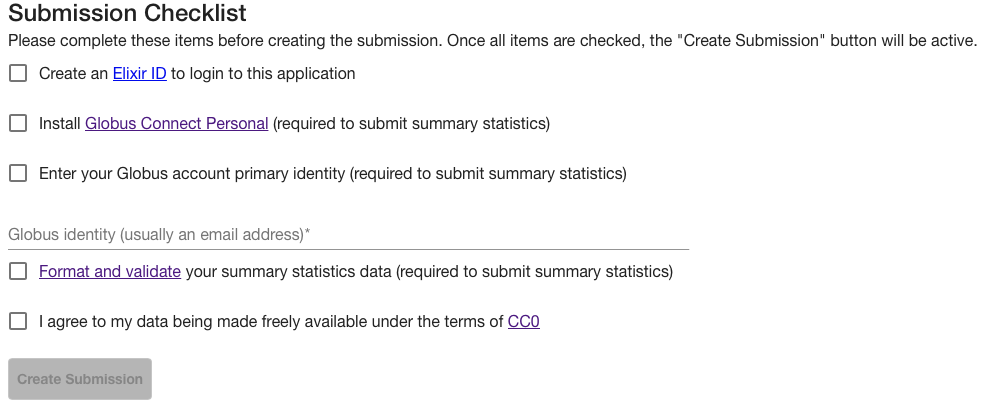 Submission Checklist
Please complete these items before creating the submission. Once all items are checked, the "Create Submission" button will be active.
Create an Elixir ID to login to this application
Install Globus Connect Personal (required to submit summary statistics)
Enter your Globus account primary identity (required to submit summary statistics)
Globus identity (usually an email address)*
Format and validate your summary statistics data (required to submit summary statistics)
I agree to my data being made freely available under the terms of CC0
Create Submission